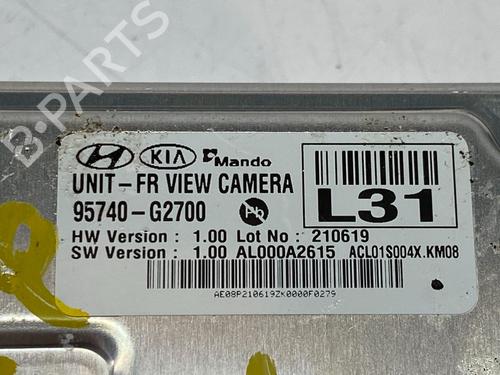 HYUNDAI KIA Mando
UNIT-FR VIEW CAMERA
95740-G2700 Pb
L31
HW Version : 1.00 Lot No : 210619
SW Version : 1.00 AL000A2615 ACL01S004X.KM08
AE08P210619ZK0000F0279
B-PARTS